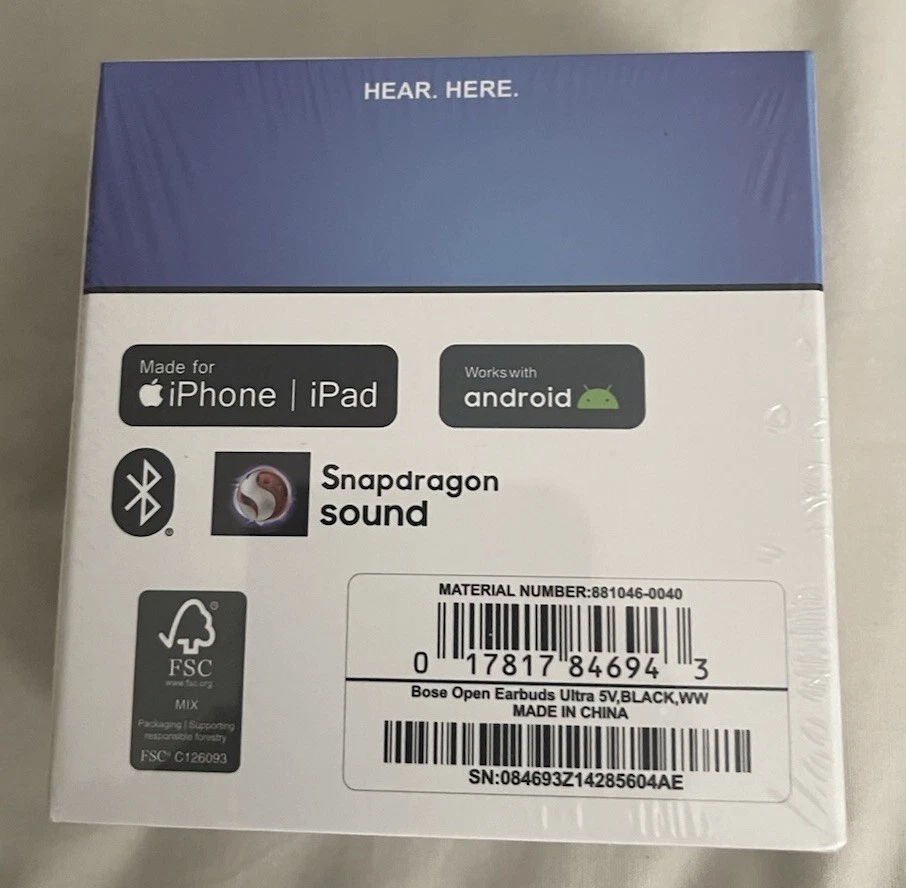 HEAR. HERE.
Made for
iPhone | iPad
Works with
android
Snapdragon
sound
FSC
www.fsc.org
MIX
Packaging | Supporting
responsible forestry
FSC® C126093
MATERIAL NUMBER:881046-0040
0 17817 84694 3
Bose Open Earbuds Ultra 5V,BLACK,WW
MADE IN CHINA
SN:084693Z14285604AE